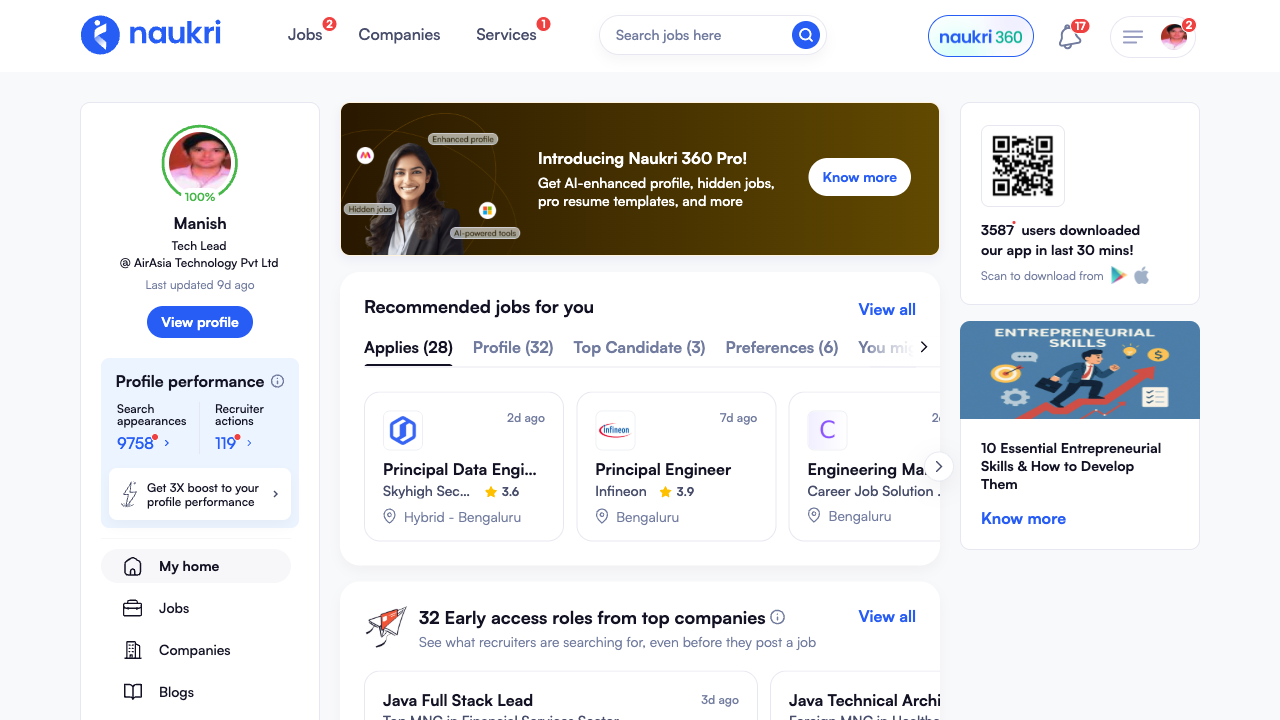 naukri
Jobs
2
Companies
Services
1
Search jobs here
naukri 360
17
2
100%
Manish
Tech Lead
@ AirAsia Technology Pvt Ltd
Last updated 9d ago
View profile
Profile performance
Search appearances
9758
Recruiter actions
119
Get 3X boost to your
profile performance
My home
Jobs
Companies
Blogs
Enhanced profile
Hidden jobs
AI-powered tools
Introducing Naukri 360 Pro!
Get AI-enhanced profile, hidden jobs,
pro resume templates, and more
Know more
Recommended jobs for you
View all
Applies (28)
Profile (32)
Top Candidate (3)
Preferences (6)
You mi
2d ago
Principal Data Engi...
Skyhigh Sec...
3.6
Hybrid - Bengaluru
Infineon
7d ago
Principal Engineer
Infineon
3.9
Bengaluru
C
Engineering Ma
Career Job Solution .
Bengaluru
32 Early access roles from top companies
View all
See what recruiters are searching for, even before they post a job
Java Full Stack Lead
3d ago
Top MNC in Financial Services Sector
Java Technical Archi
Foreign MNC in Healthc
3587 users downloaded
our app in last 30 mins!
Scan to download from
ENTREPRENEURIAL
SKILLS
10 Essential Entrepreneurial
Skills & How to Develop
Them
Know more